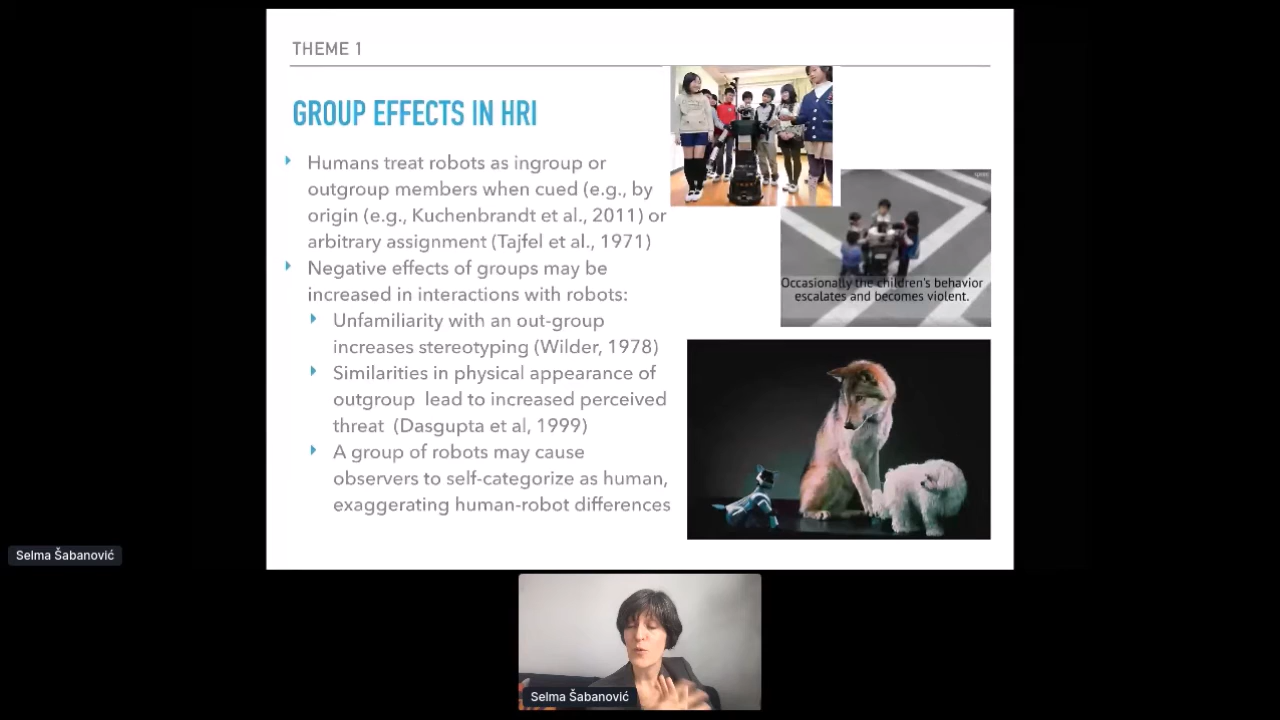 THEME 1
GROUP EFFECTS IN HRI
Humans treat robots as ingroup or
outgroup members when cued (e.g., by
origin (e.g., Kuchenbrandt et al., 2011) or
arbitrary assignment (Tajfel et al., 1971)
Negative effects of groups may be
increased in interactions with robots:
Unfamiliarity with an out-group
increases stereotyping (Wilder, 1978)
Similarities in physical appearance of
outgroup lead to increased perceived
threat (Dasgupta et al, 1999)
A group of robots may cause
observers to self-categorize as human,
exaggerating human-robot differences
Occasionally the children's behavior
escalates and becomes violent.
Selma Šabanović
Selma Šabanović